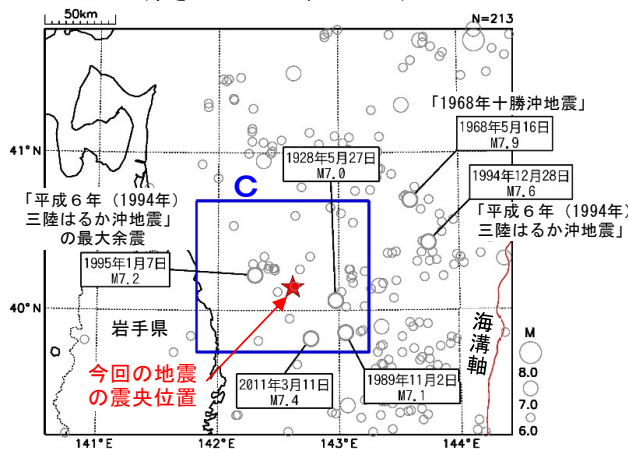 50km
N=213
「1968年十勝沖地震」
1968年5月16日
M7.9
41°N
1928年5月27日
M7.0
1994年12月28日
M7.6
「平成６年（1994年）
三陸はるか沖地震」
C
「平成６年（1994年）
三陸はるか沖地震」
の最大余震
1995年1月7日
M7.2
40°N
岩手県
海溝軸
今回の地震
の震央位置
2011年3月11日
M7.4
1989年11月2日
M7.1
M
8.0
7.0
6.0
141°E
142°E
143°E
144°E